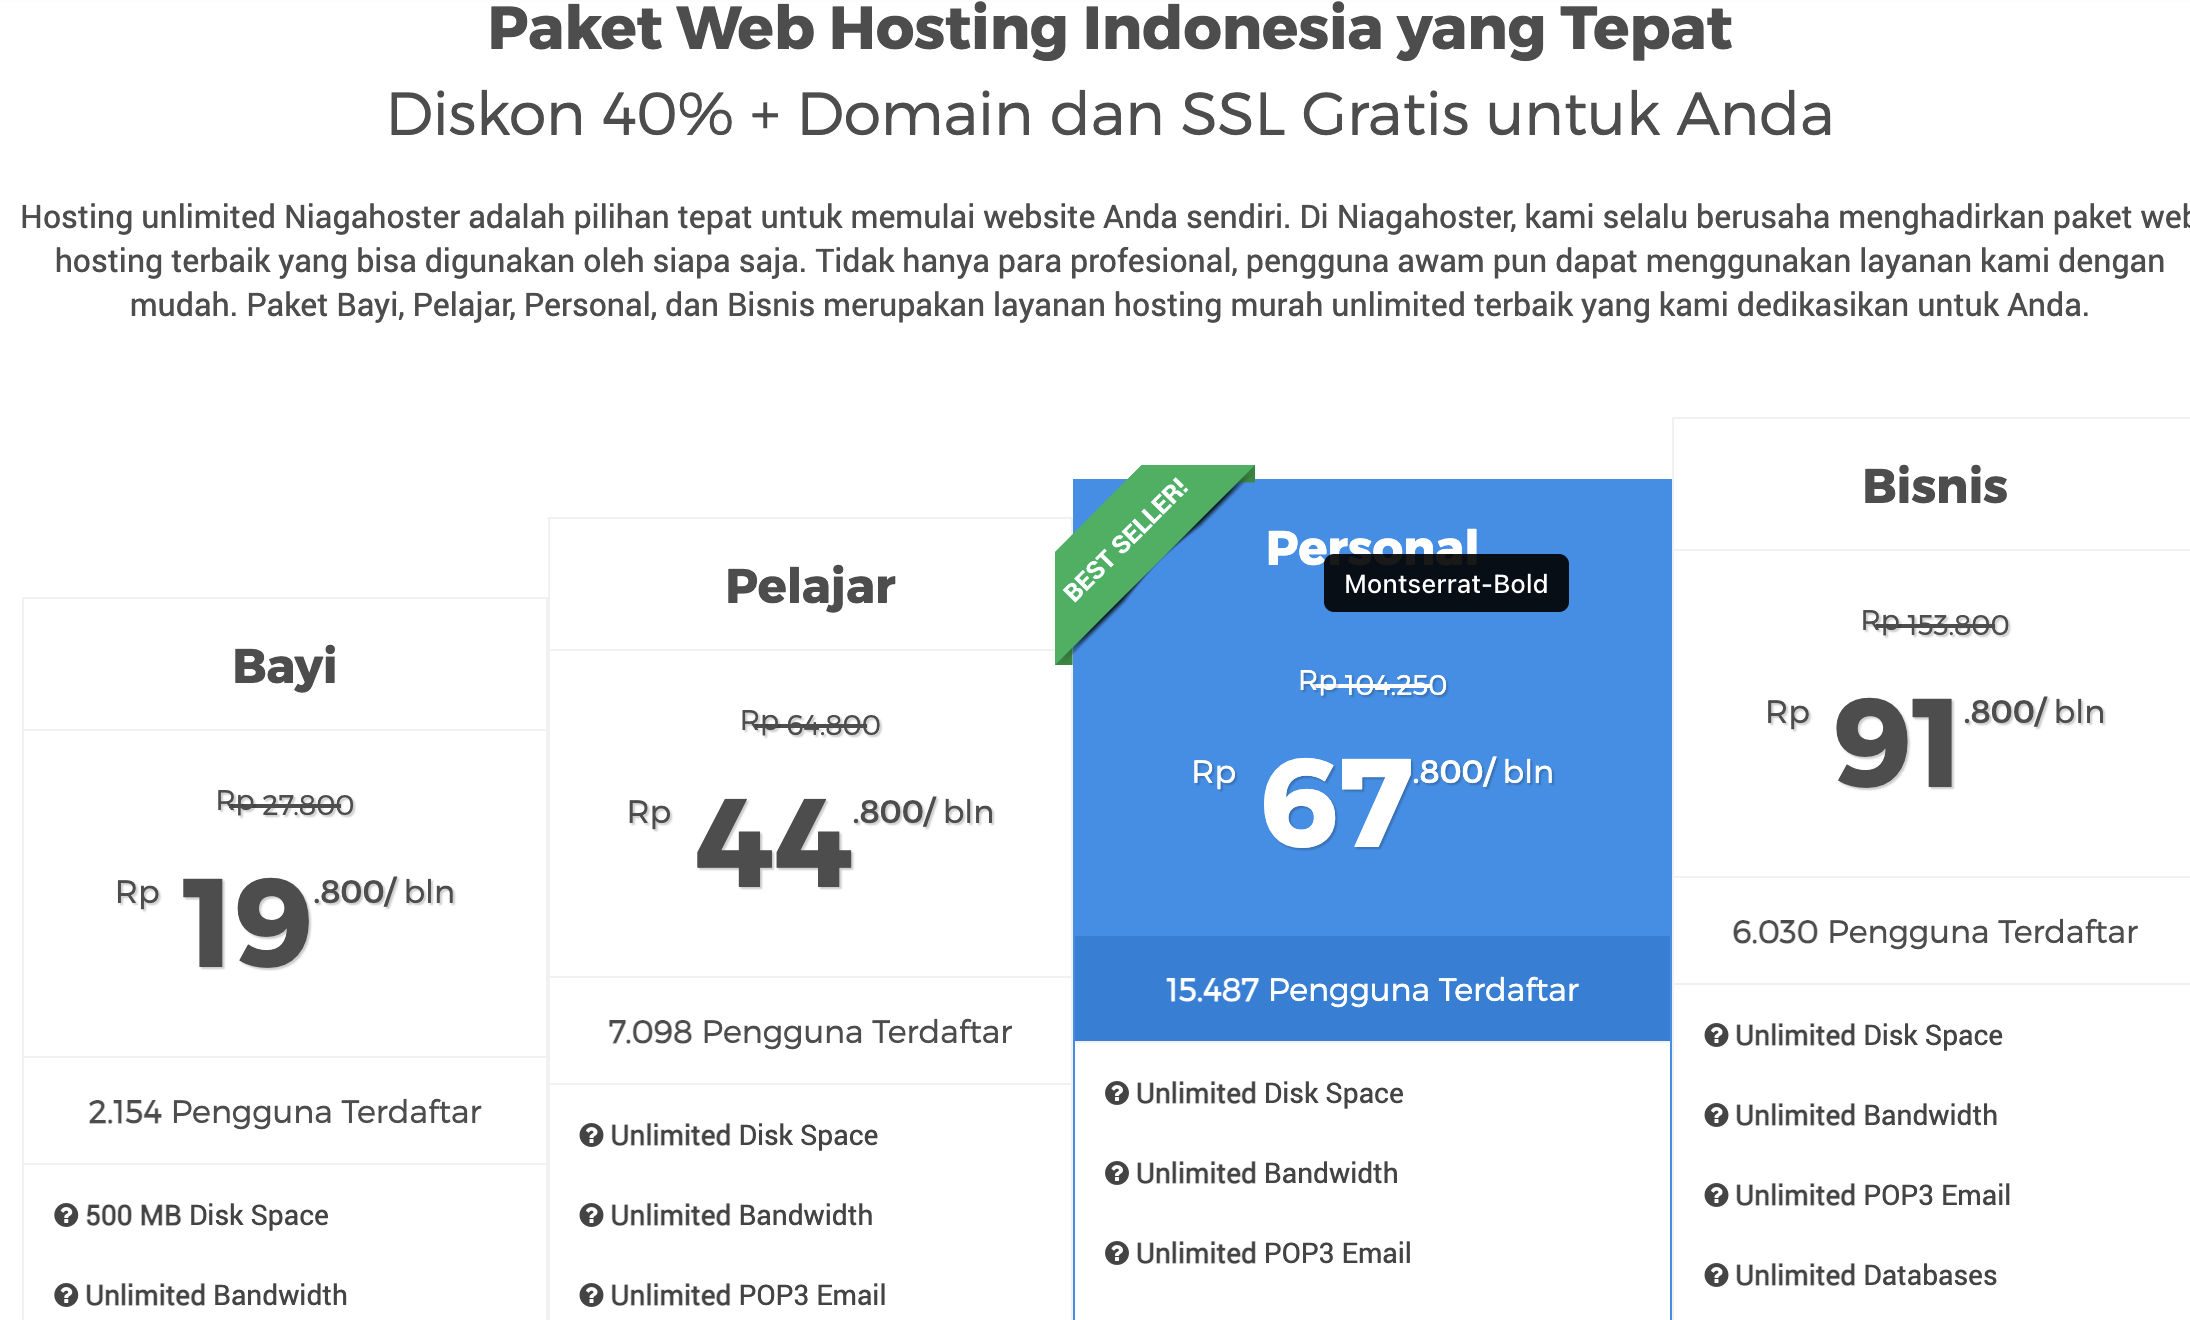 Paket Web Hosting Indonesia yang Tepat
Diskon 40% + Domain dan SSL Gratis untuk Anda
Hosting unlimited Niagahoster adalah pilihan tepat untuk memulai website Anda sendiri. Di Niagahoster, kami selalu berusaha menghadirkan paket web
hosting terbaik yang bisa digunakan oleh siapa saja. Tidak hanya para profesional, pengguna awam pun dapat menggunakan layanan kami dengan
mudah. Paket Bayi, Pelajar, Personal, dan Bisnis merupakan layanan hosting murah unlimited terbaik yang kami dedikasikan untuk Anda.
Bayi
Rp 27.800
Rp 19.800/ bln
2.154 Pengguna Terdaftar
500 MB Disk Space
Unlimited Bandwidth
Pelajar
Rp 64.800
Rp 44.800/ bln
7.098 Pengguna Terdaftar
Unlimited Disk Space
Unlimited Bandwidth
Unlimited POP3 Email
BEST SELLER!
Personal
Montserrat-Bold
Rp 104.250
Rp 67.800/ bln
15.487 Pengguna Terdaftar
Unlimited Disk Space
Unlimited Bandwidth
Unlimited POP3 Email
Bisnis
Rp 153.800
Rp 91.800/ bln
6.030 Pengguna Terdaftar
Unlimited Disk Space
Unlimited Bandwidth
Unlimited POP3 Email
Unlimited Databases